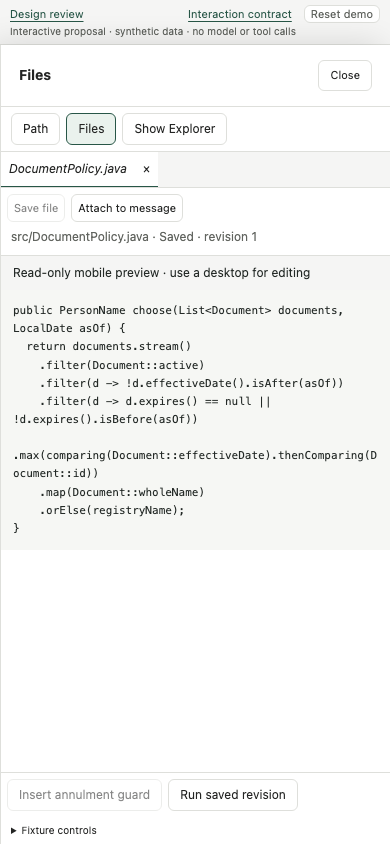 Design review Interaction contract Reset demo
Interactive proposal · synthetic data · no model or tool calls
Files Close
Path Files Show Explorer
DocumentPolicy.java ×
Save file Attach to message
src/DocumentPolicy.java · Saved · revision 1
Read-only mobile preview · use a desktop for editing
public PersonName choose(List<Document> documents,
LocalDate asOf) {
  return documents.stream()
    .filter(Document::active)
    .filter(d -> !d.effectiveDate().isAfter(asOf))
    .filter(d -> d.expires() == null ||
!d.expires().isBefore(asOf))
.max(comparing(Document::effectiveDate).thenComparing(D
ocument::id))
    .map(Document::wholeName)
    .orElse(registryName);
}
Insert annulment guard Run saved revision
▶ Fixture controls